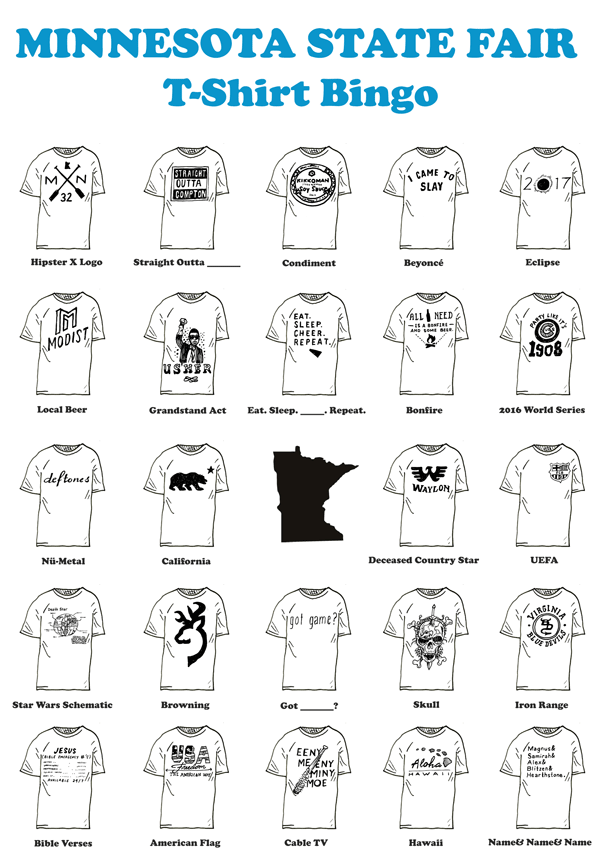 MINNESOTA STATE FAIR
T-Shirt Bingo
M N
32
Hipster X Logo
STRAIGHT
OUTTA
COMPTON
Straight Outta ______
KIKKOMAN
Soy Sauce
Condiment
I CAME TO
SLAY
Beyoncé
2017
Eclipse
M
MODIST
Local Beer
USHER
Grandstand Act
EAT.
SLEEP.
CHEER.
REPEAT.
Eat. Sleep. ____. Repeat.
ALL I NEED
IS A BONFIRE
AND SOME BEER.
Bonfire
PARTY LIKE IT'S
C
1908
2016 World Series
deftones
Nü-Metal
California
W
WAYLON
Deceased Country Star
UEFA
Death Star
Star Wars Schematic
Browning
got game?
Got ______?
Skull
VIRGINIA
BLUE DEVILS
Iron Range
JESUS
Bible Verses
USA
Freedom
THE AMERICAN WAY
American Flag
EENY
MEENY
MINY
MOE
Cable TV
Aloha
HAWAII
Hawaii
Magnus&
Samirah&
Alex&
Blitzen&
Hearthstone.
Name& Name& Name